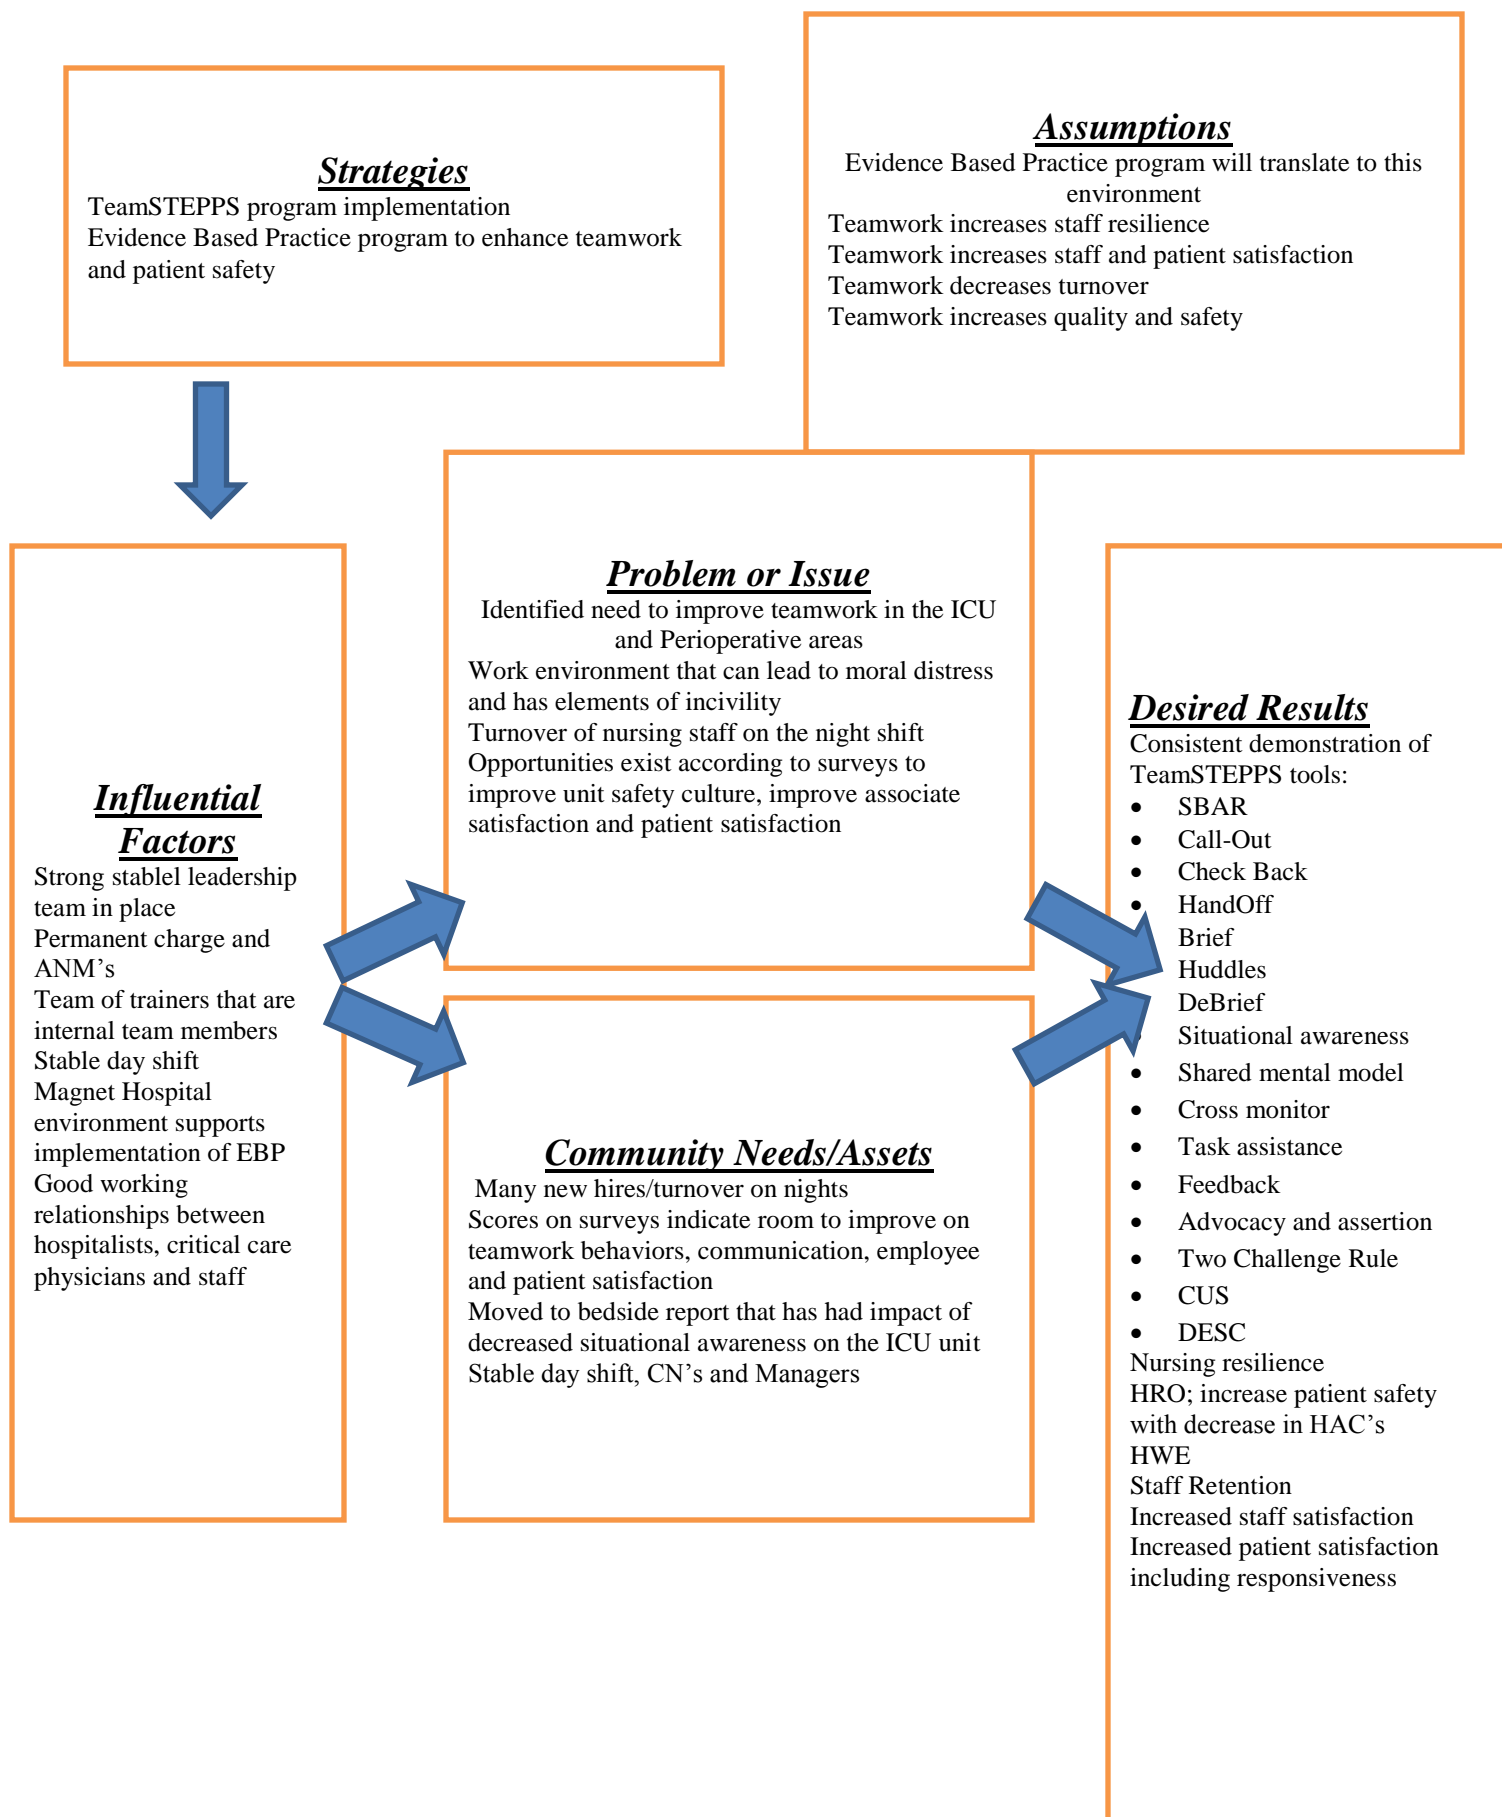 Strategies
TeamSTEPPS program implementation
Evidence Based Practice program to enhance teamwork
and patient safety
Assumptions
Evidence Based Practice program will translate to this
environment
Teamwork increases staff resilience
Teamwork increases staff and patient satisfaction
Teamwork decreases turnover
Teamwork increases quality and safety
Influential
Factors
Strong stablel leadership
team in place
Permanent charge and
ANM’s
Team of trainers that are
internal team members
Stable day shift
Magnet Hospital
environment supports
implementation of EBP
Good working
relationships between
hospitalists, critical care
physicians and staff
Problem or Issue
Identified need to improve teamwork in the ICU
and Perioperative areas
Work environment that can lead to moral distress
and has elements of incivility
Turnover of nursing staff on the night shift
Opportunities exist according to surveys to
improve unit safety culture, improve associate
satisfaction and patient satisfaction
Community Needs/Assets
Many new hires/turnover on nights
Scores on surveys indicate room to improve on
teamwork behaviors, communication, employee
and patient satisfaction
Moved to bedside report that has had impact of
decreased situational awareness on the ICU unit
Stable day shift, CN’s and Managers
Desired Results
Consistent demonstration of
TeamSTEPPS tools:
• SBAR
• Call-Out
• Check Back
• HandOff
Brief
Huddles
DeBrief
• Situational awareness
• Shared mental model
• Cross monitor
• Task assistance
• Feedback
• Advocacy and assertion
• Two Challenge Rule
• CUS
• DESC
Nursing resilience
HRO; increase patient safety
with decrease in HAC’s
HWE
Staff Retention
Increased staff satisfaction
Increased patient satisfaction
including responsiveness